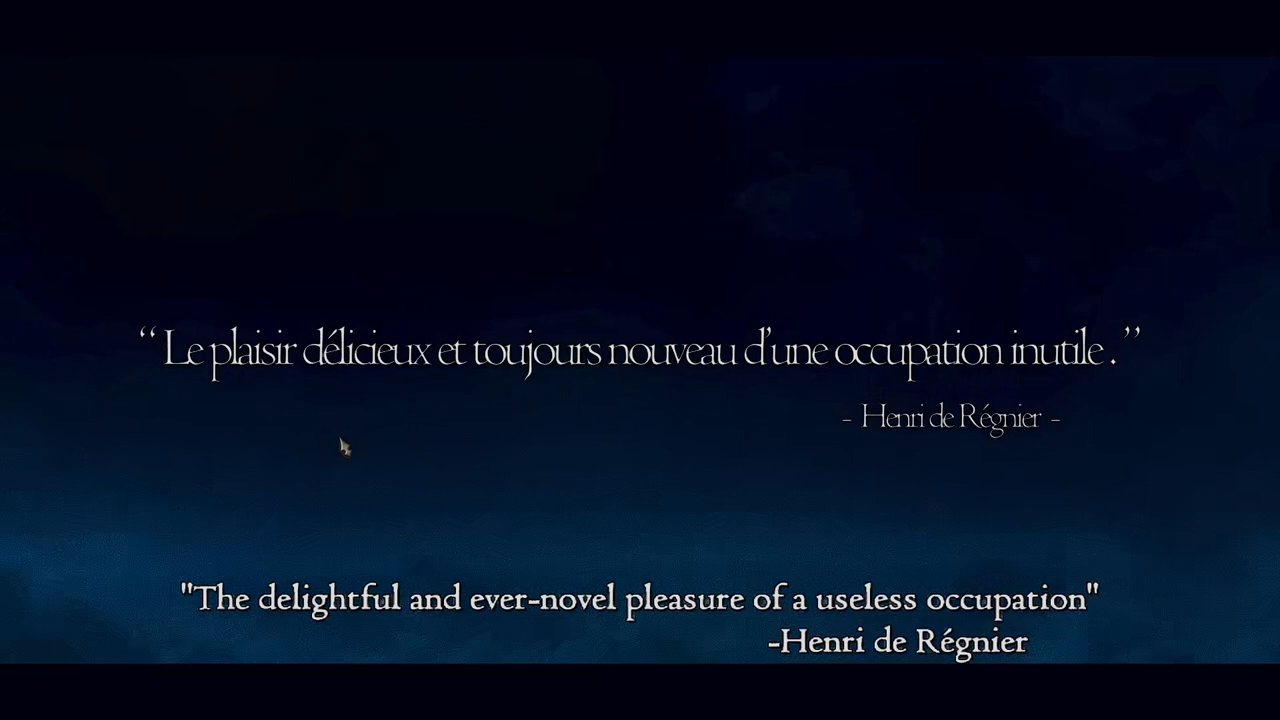 “ Le plaisir délicieux et toujours nouveau d’une occupation inutile . ”
- Henri de Régnier -
"The delightful and ever-novel pleasure of a useless occupation"
-Henri de Régnier